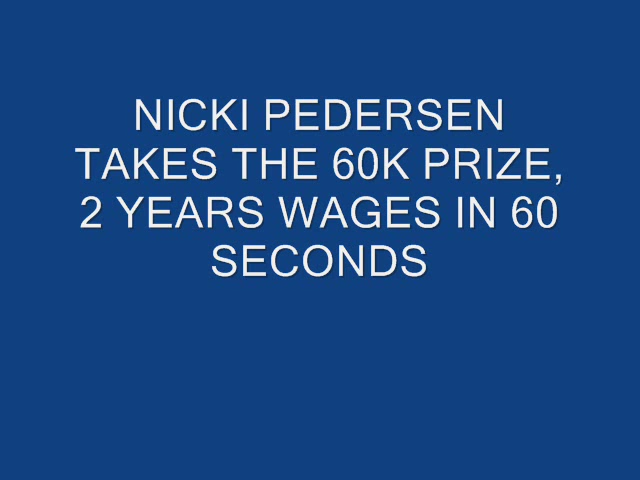 NICKI PEDERSEN
TAKES THE 60K PRIZE,
2 YEARS WAGES IN 60
SECONDS